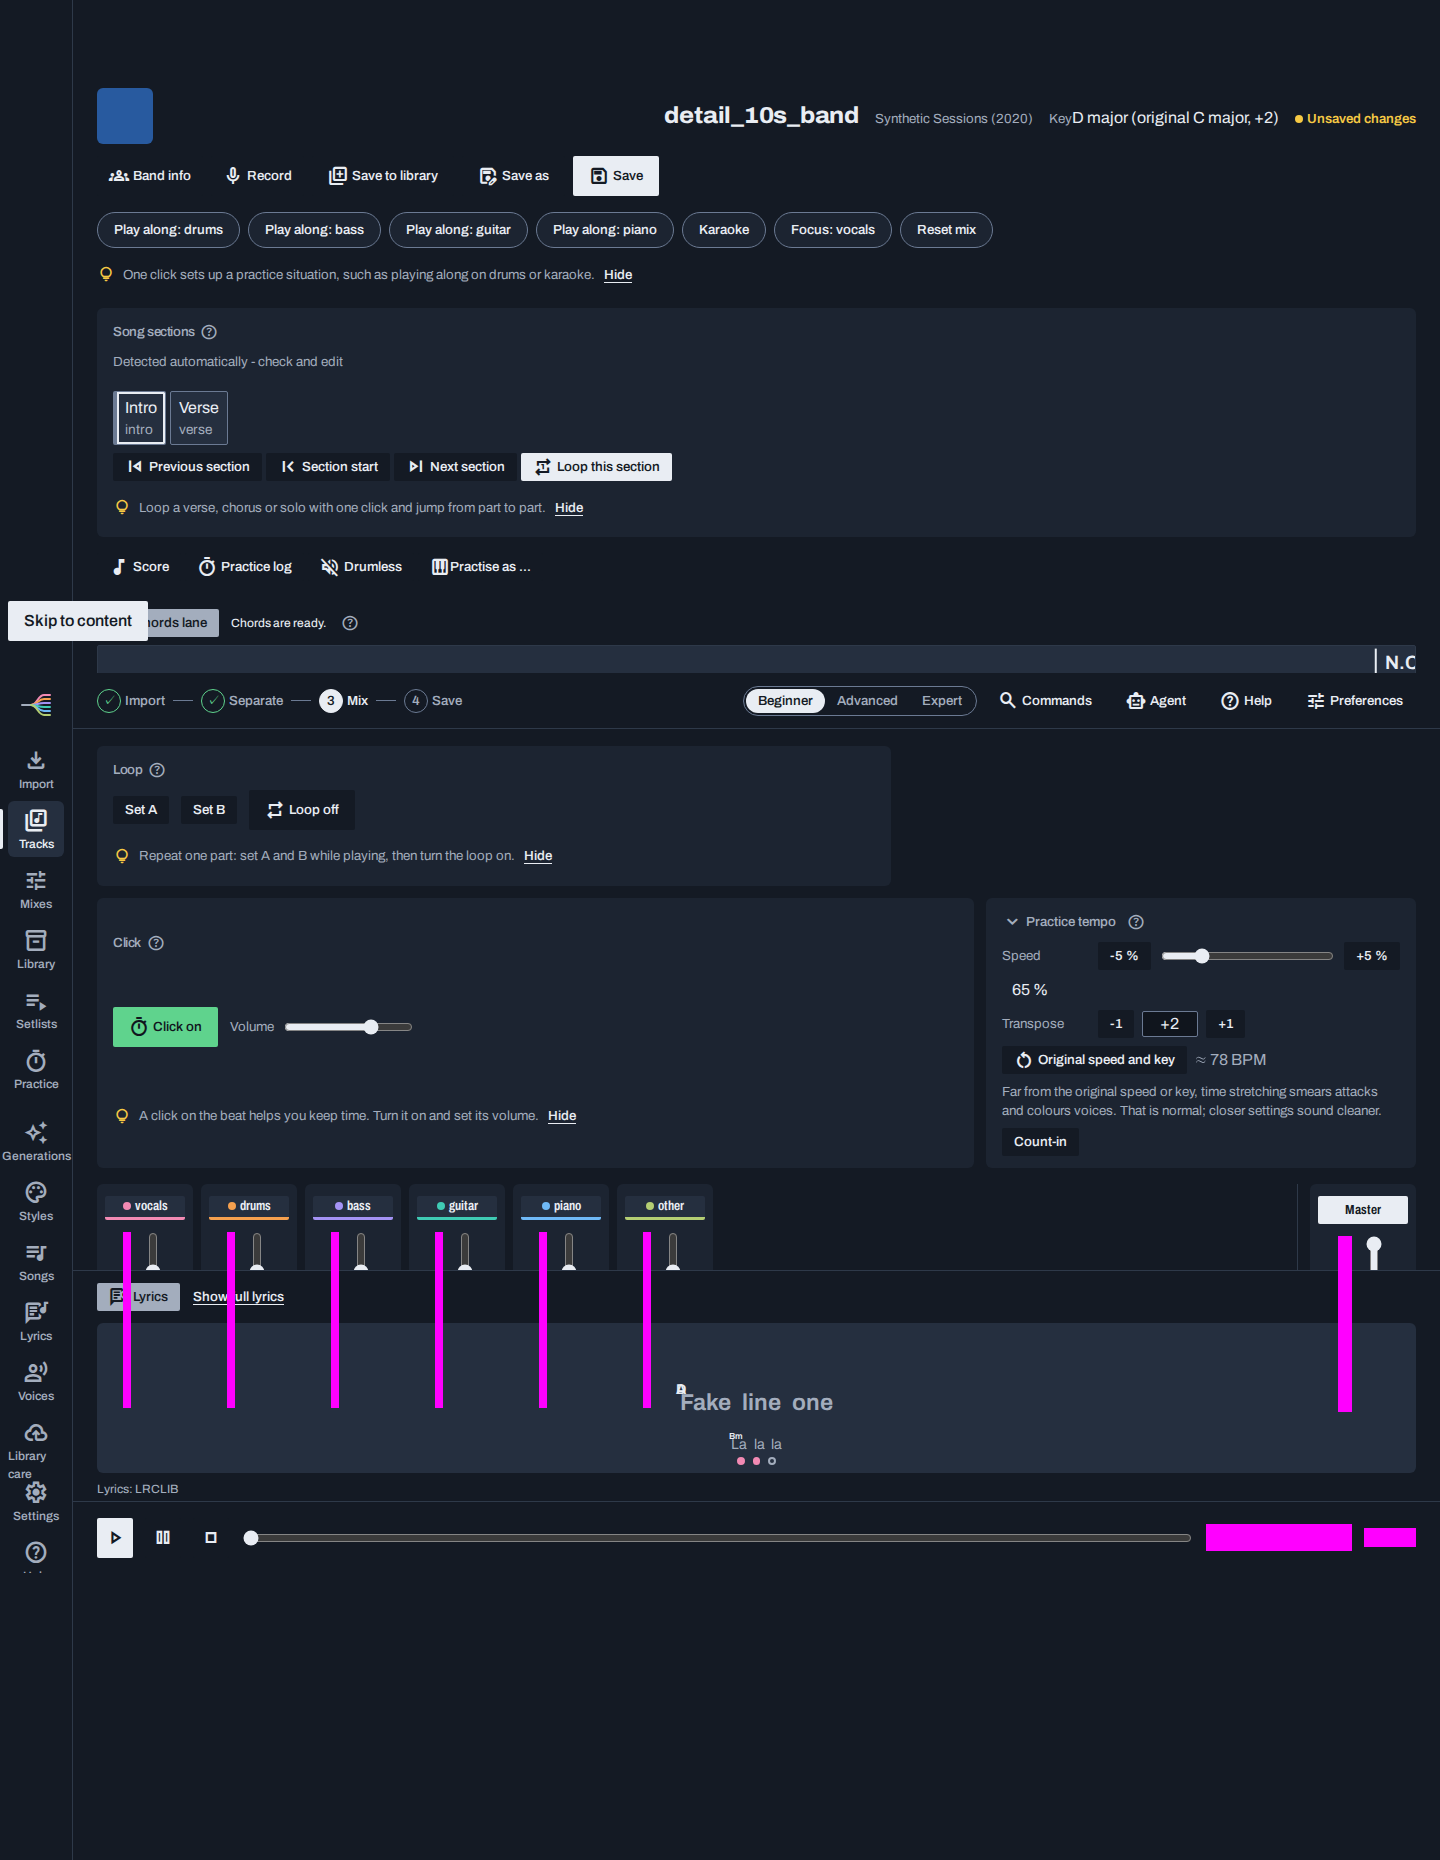 detail_10s_band Synthetic Sessions (2020) Key D major (original C major, +2) Unsaved changes
Band info Record Save to library Save as Save
Play along: drums Play along: bass Play along: guitar Play along: piano Karaoke Focus: vocals Reset mix
One click sets up a practice situation, such as playing along on drums or karaoke. Hide
Song sections
Detected automatically - check and edit
Intro Verse
intro verse
Previous section Section start Next section Loop this section
Loop a verse, chorus or solo with one click and jump from part to part. Hide
Score Practice log Drumless Practise as ...
Skip to content
lane Chords are ready.
N.C
Import Separate 3 Mix 4 Save Beginner Advanced Expert Commands Agent Help Preferences
Import
Tracks
Mixes
Library
Setlists
Practice
Generations
Styles
Songs
Lyrics
Voices
Library
care
Settings
Loop
Set A Set B Loop off
Repeat one part: set A and B while playing, then turn the loop on. Hide
Click
Click on Volume
A click on the beat helps you keep time. Turn it on and set its volume. Hide
Practice tempo
Speed -5 % +5 %
65 %
Transpose -1 +2 +1
Original speed and key ≈ 78 BPM
Far from the original speed or key, time stretching smears attacks
and colours voices. That is normal; closer settings sound cleaner.
Count-in
vocals drums bass guitar piano other Master
Lyrics Show full lyrics
Fake line one
Bm
La la la
Lyrics: LRCLIB